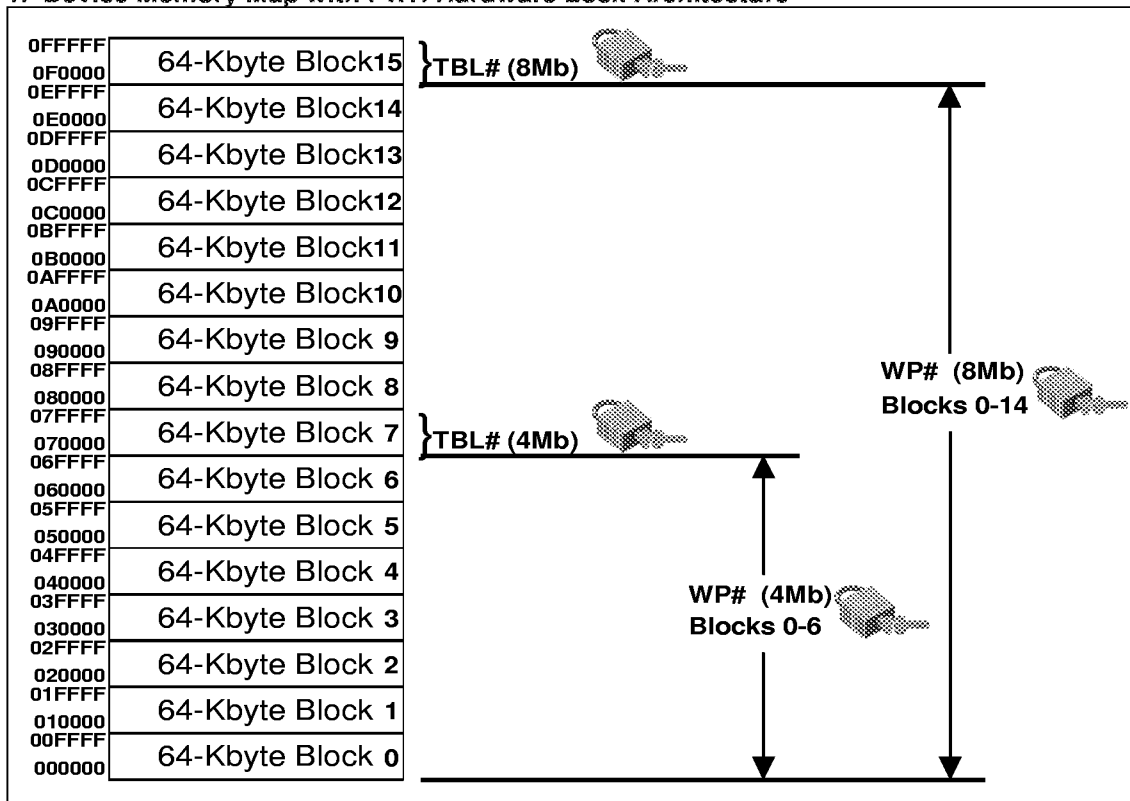 0FFFFF
64-Kbyte Block15
}TBL# (8Mb)
0F0000
0EFFFF
64-Kbyte Block14
0E0000
0DFFFF
64-Kbyte Block13
0D0000
0CFFFF
64-Kbyte Block12
0C0000
0BFFFF
64-Kbyte Block11
0B0000
0AFFFF
64-Kbyte Block10
0A0000
09FFFF
64-Kbyte Block 9
090000
08FFFF
64-Kbyte Block 8
080000
WP# (8Mb)
Blocks 0-14
07FFFF
64-Kbyte Block 7
}TBL# (4Mb)
070000
06FFFF
64-Kbyte Block 6
060000
05FFFF
64-Kbyte Block 5
050000
04FFFF
64-Kbyte Block 4
040000
WP# (4Mb)
Blocks 0-6
03FFFF
64-Kbyte Block 3
030000
02FFFF
64-Kbyte Block 2
020000
01FFFF
64-Kbyte Block 1
010000
00FFFF
64-Kbyte Block 0
000000